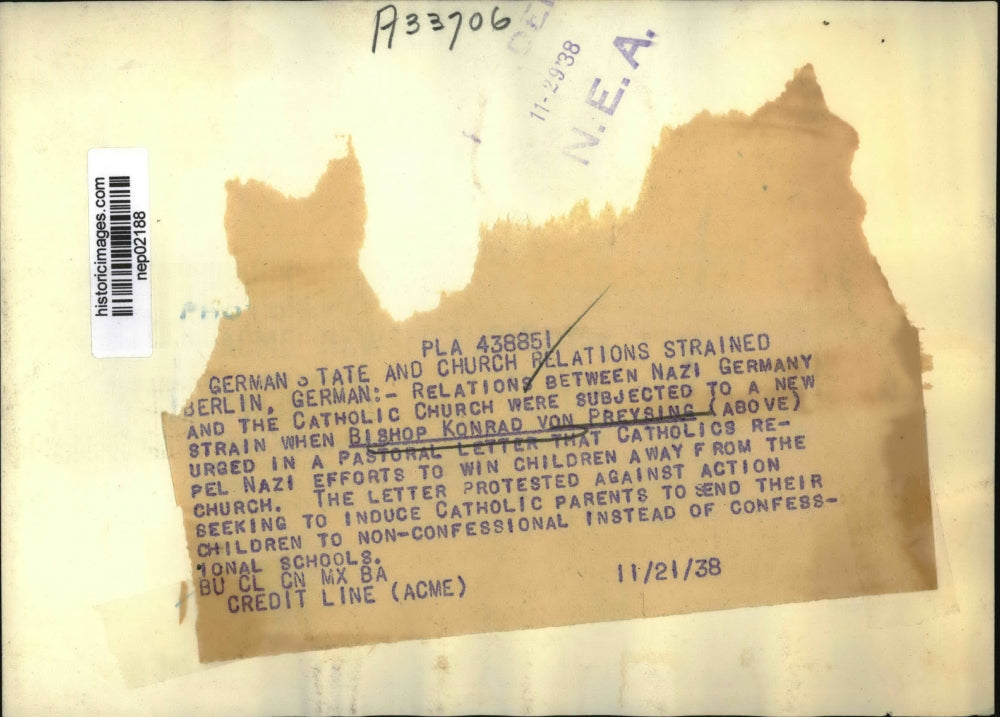 A33706
11-29'38
N.E.A.
historicimages.com
nep02188
PLA 438851
GERMAN STATE AND CHURCH RELATIONS STRAINED
BERLIN, GERMAN:- RELATIONS BETWEEN NAZI GERMANY
AND THE CATHOLIC CHURCH WERE SUBJECTED TO A NEW
STRAIN WHEN BISHOP KONRAD VON PREYSING (ABOVE)
URGED IN A PASTORAL LETTER THAT CATHOLICS RE-
PEL NAZI EFFORTS TO WIN CHILDREN AWAY FROM THE
CHURCH. THE LETTER PROTESTED AGAINST ACTION
SEEKING TO INDUCE CATHOLIC PARENTS TO SEND THEIR
CHILDREN TO NON-CONFESSIONAL INSTEAD OF CONFESS-
IONAL SCHOOLS.
BU CL CN MX BA
CREDIT LINE (ACME) 11/21/38